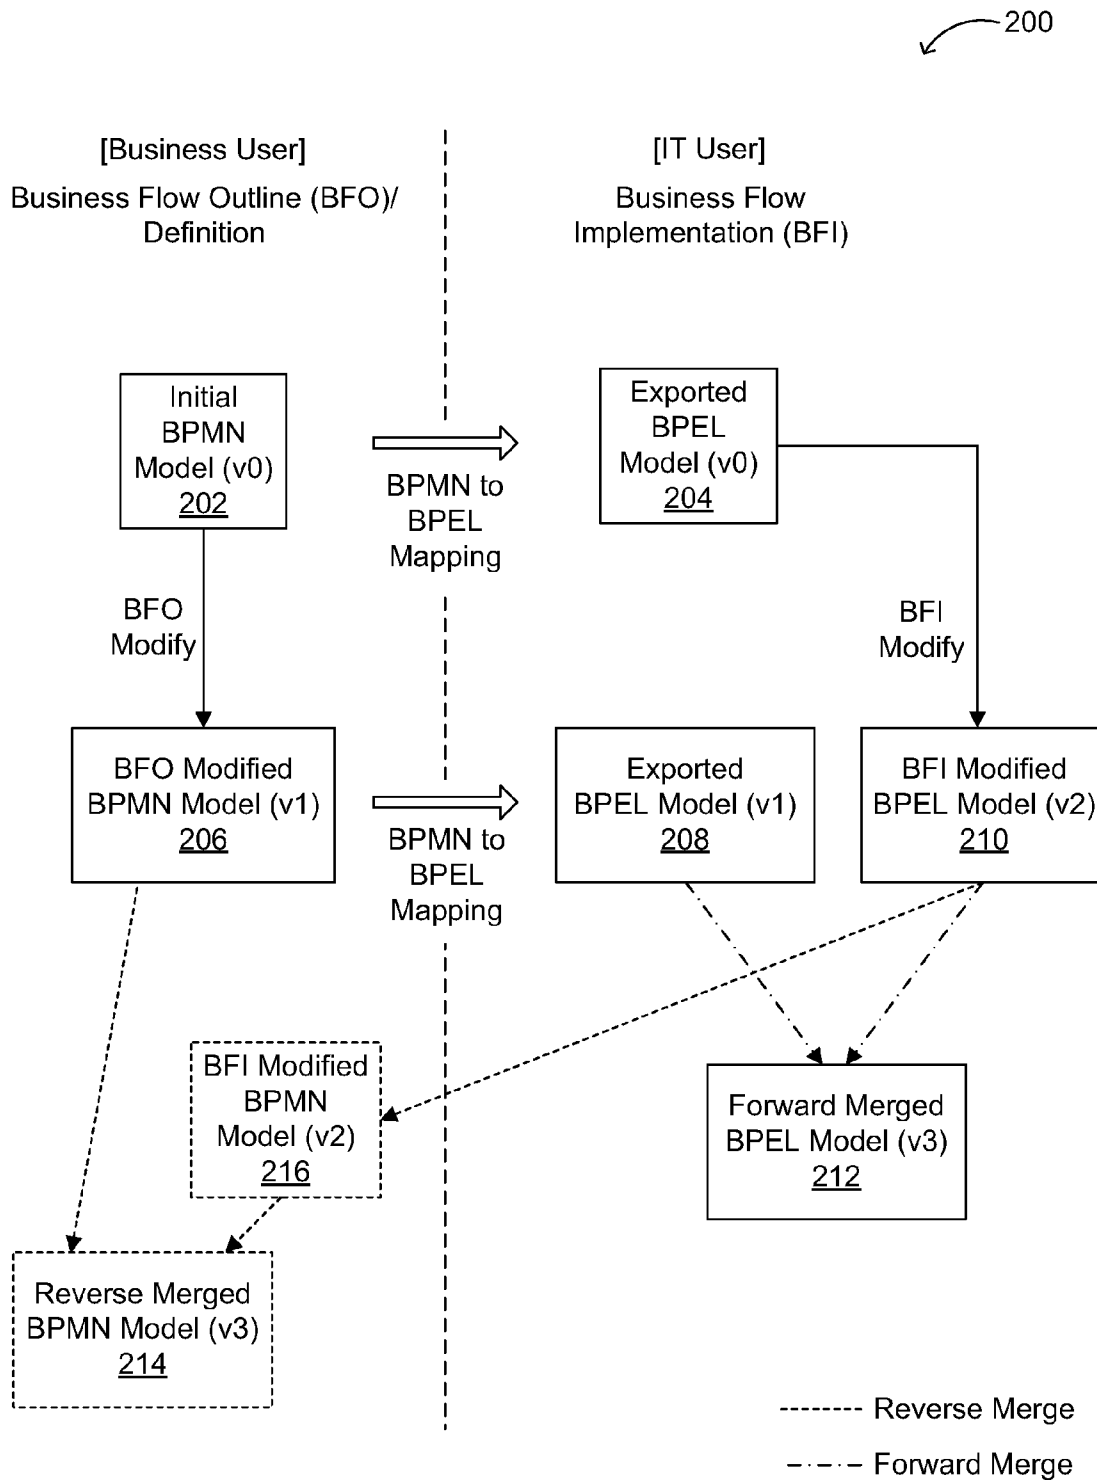 200
[Business User]
Business Flow Outline (BFO)/
Definition
[IT User]
Business Flow
Implementation (BFI)
Initial
BPMN
Model (v0)
202
BPMN to
BPEL
Mapping
Exported
BPEL
Model (v0)
204
BFO
Modify
BFI
Modify
BFO Modified
BPMN Model (v1)
206
BPMN to
BPEL
Mapping
Exported
BPEL Model (v1)
208
BFI Modified
BPEL Model (v2)
210
BFI Modified
BPMN
Model (v2)
216
Forward Merged
BPEL Model (v3)
212
Reverse Merged
BPMN Model (v3)
214
Reverse Merge
Forward Merge